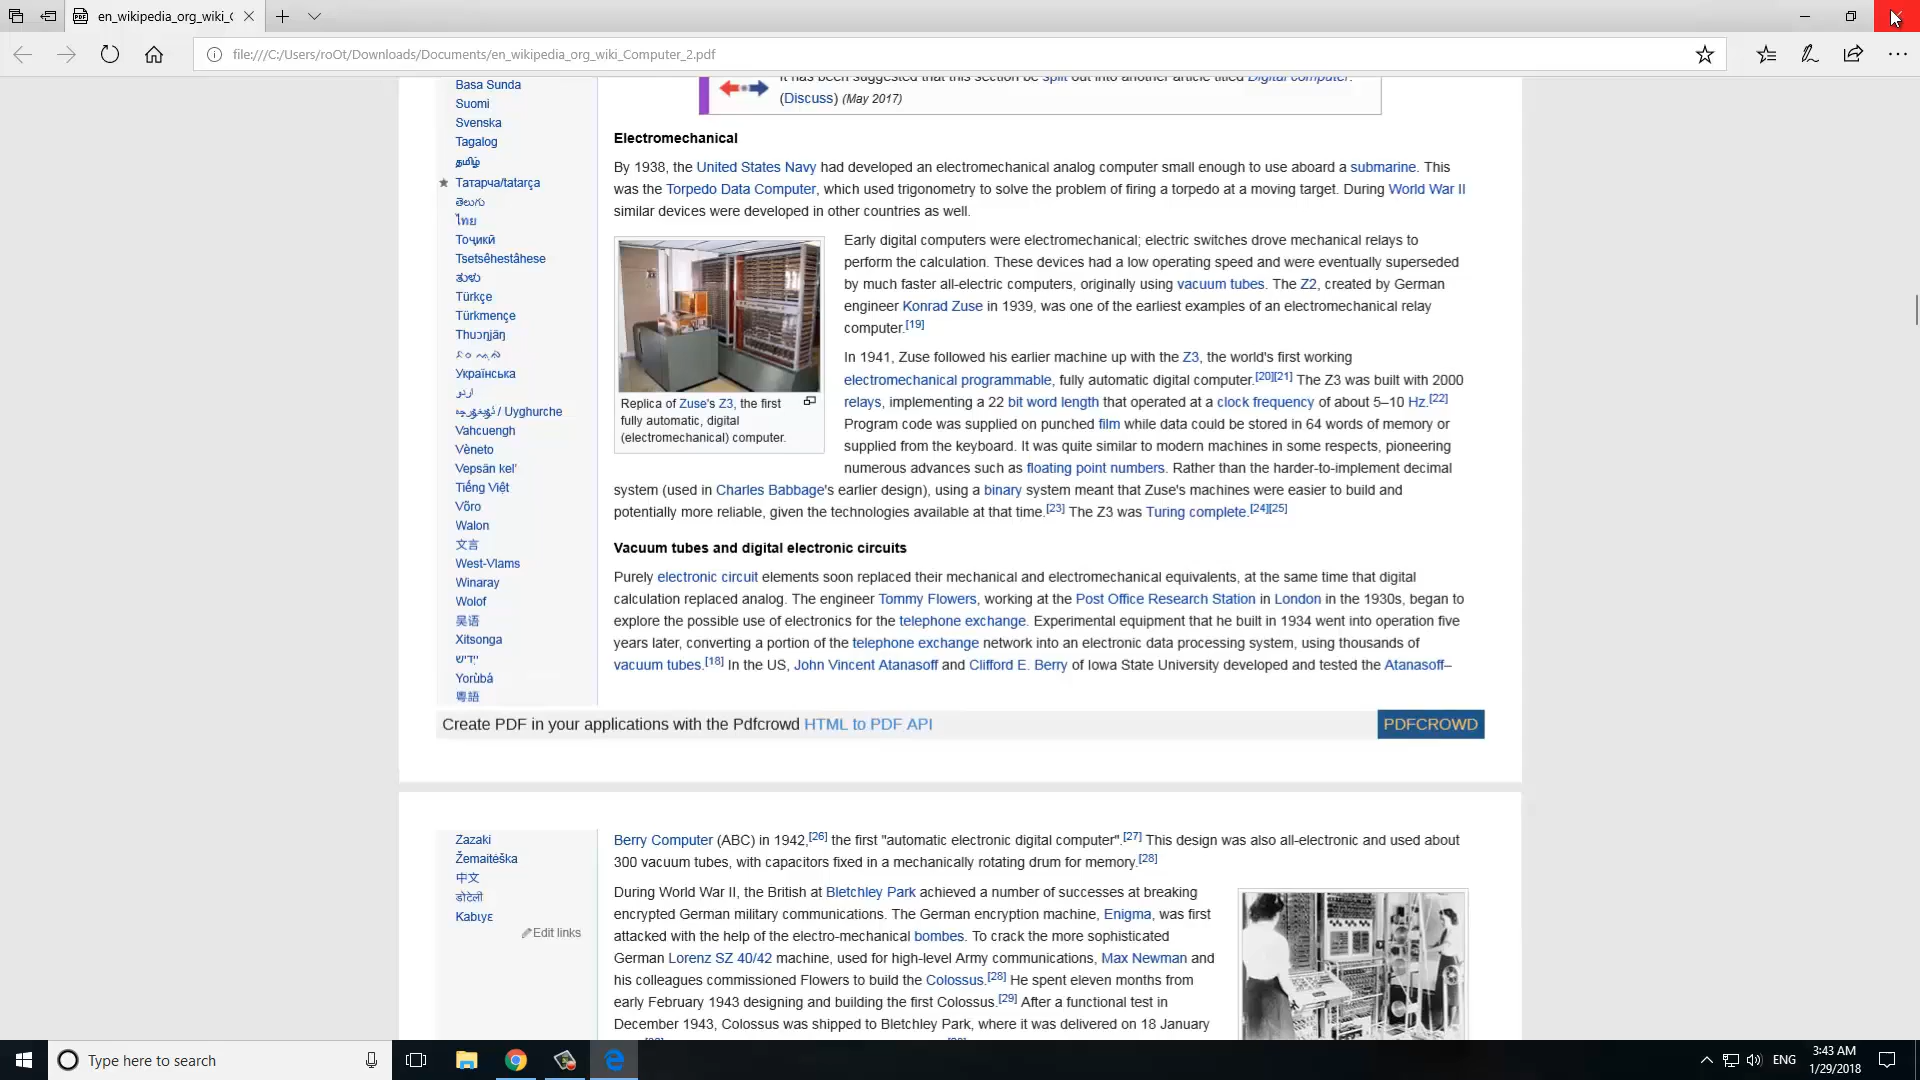 en_wikipedia_org_wiki_C
file:///C:/Users/roOt/Downloads/Documents/en_wikipedia_org_wiki_Computer_2.pdf
It has been suggested that this section be split out into another article titled Digital computer.
(Discuss) (May 2017)
Basa Sunda
Suomi
Svenska
Tagalog
தமிழ்
Татарча/tatarça
తెలుగు
ไทย
Тоҷикӣ
Tsetsêhestâhese
ತುಳು
Türkçe
Türkmençe
Thuɔŋjäŋ
Українська
اردو
ئۇيغۇرچە / Uyghurche
Vahcuengh
Vèneto
Vepsän kel'
Tiếng Việt
Võro
Walon
文言
West-Vlams
Winaray
Wolof
吴语
Xitsonga
ייִדיש
Yorùbá
粵語
Electromechanical
By 1938, the United States Navy had developed an electromechanical analog computer small enough to use aboard a submarine. This
was the Torpedo Data Computer, which used trigonometry to solve the problem of firing a torpedo at a moving target. During World War II
similar devices were developed in other countries as well.
Replica of Zuse's Z3, the first
fully automatic, digital
(electromechanical) computer.
Early digital computers were electromechanical; electric switches drove mechanical relays to
perform the calculation. These devices had a low operating speed and were eventually superseded
by much faster all-electric computers, originally using vacuum tubes. The Z2, created by German
engineer Konrad Zuse in 1939, was one of the earliest examples of an electromechanical relay
computer.[19]
In 1941, Zuse followed his earlier machine up with the Z3, the world's first working
electromechanical programmable, fully automatic digital computer.[20][21] The Z3 was built with 2000
relays, implementing a 22 bit word length that operated at a clock frequency of about 5–10 Hz.[22]
Program code was supplied on punched film while data could be stored in 64 words of memory or
supplied from the keyboard. It was quite similar to modern machines in some respects, pioneering
numerous advances such as floating point numbers. Rather than the harder-to-implement decimal
system (used in Charles Babbage's earlier design), using a binary system meant that Zuse's machines were easier to build and
potentially more reliable, given the technologies available at that time.[23] The Z3 was Turing complete.[24][25]
Vacuum tubes and digital electronic circuits
Purely electronic circuit elements soon replaced their mechanical and electromechanical equivalents, at the same time that digital
calculation replaced analog. The engineer Tommy Flowers, working at the Post Office Research Station in London in the 1930s, began to
explore the possible use of electronics for the telephone exchange. Experimental equipment that he built in 1934 went into operation five
years later, converting a portion of the telephone exchange network into an electronic data processing system, using thousands of
vacuum tubes.[18] In the US, John Vincent Atanasoff and Clifford E. Berry of Iowa State University developed and tested the Atanasoff–
Create PDF in your applications with the Pdfcrowd HTML to PDF API
PDFCROWD
Zazaki
Žemaitėška
中文
डोटेली
Kabɩyɛ
Edit links
Berry Computer (ABC) in 1942,[26] the first "automatic electronic digital computer".[27] This design was also all-electronic and used about
300 vacuum tubes, with capacitors fixed in a mechanically rotating drum for memory.[28]
During World War II, the British at Bletchley Park achieved a number of successes at breaking
encrypted German military communications. The German encryption machine, Enigma, was first
attacked with the help of the electro-mechanical bombes. To crack the more sophisticated
German Lorenz SZ 40/42 machine, used for high-level Army communications, Max Newman and
his colleagues commissioned Flowers to build the Colossus.[28] He spent eleven months from
early February 1943 designing and building the first Colossus.[29] After a functional test in
December 1943, Colossus was shipped to Bletchley Park, where it was delivered on 18 January
Type here to search
ENG
3:43 AM
1/29/2018